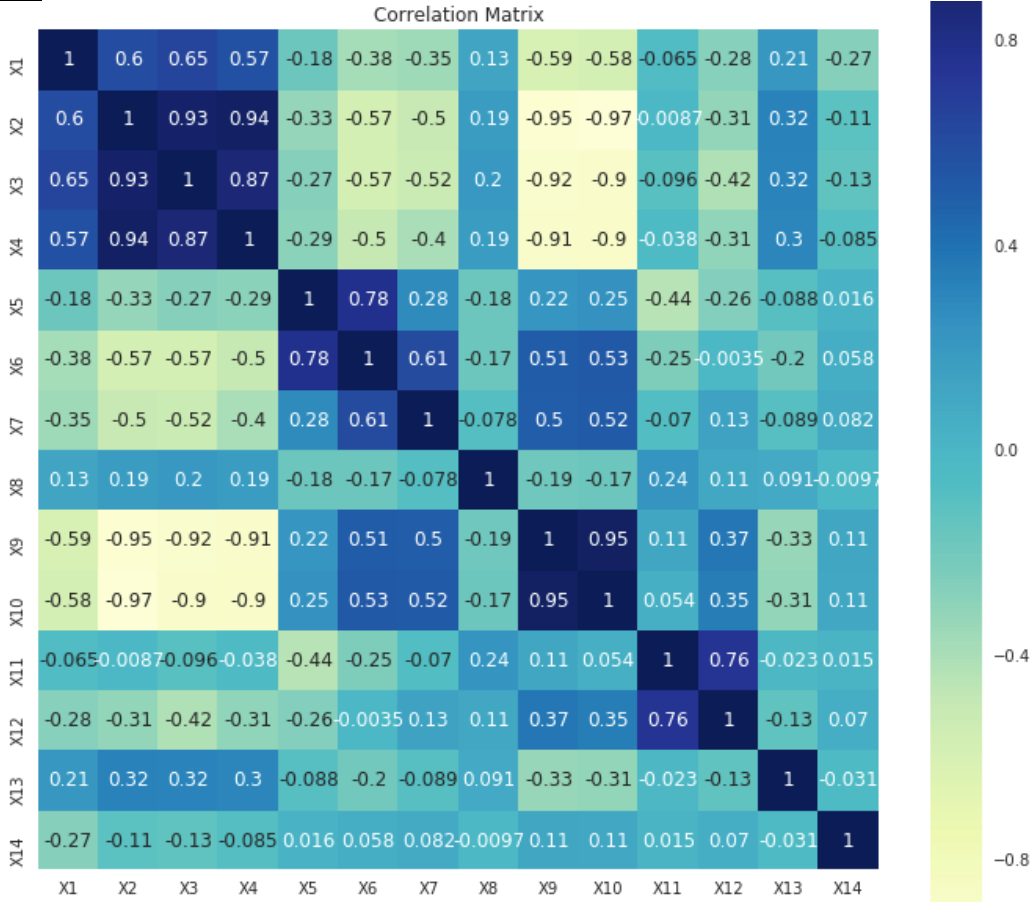 Correlation Matrix
X1 1 0.6 0.65 0.57 -0.18 -0.38 -0.35 0.13 -0.59 -0.58 -0.065 -0.28 0.21 -0.27
X2 0.6 1 0.93 0.94 -0.33 -0.57 -0.5 0.19 -0.95 -0.97 -0.0087 -0.31 0.32 -0.11
X3 0.65 0.93 1 0.87 -0.27 -0.57 -0.52 0.2 -0.92 -0.9 -0.096 -0.42 0.32 -0.13
X4 0.57 0.94 0.87 1 -0.29 -0.5 -0.4 0.19 -0.91 -0.9 -0.038 -0.31 0.3 -0.085
X5 -0.18 -0.33 -0.27 -0.29 1 0.78 0.28 -0.18 0.22 0.25 -0.44 -0.26 -0.088 0.016
X6 -0.38 -0.57 -0.57 -0.5 0.78 1 0.61 -0.17 0.51 0.53 -0.25 -0.0035 -0.2 0.058
X7 -0.35 -0.5 -0.52 -0.4 0.28 0.61 1 -0.078 0.5 0.52 -0.07 0.13 -0.089 0.082
X8 0.13 0.19 0.2 0.19 -0.18 -0.17 -0.078 1 -0.19 -0.17 0.24 0.11 0.091 -0.0097
X9 -0.59 -0.95 -0.92 -0.91 0.22 0.51 0.5 -0.19 1 0.95 0.11 0.37 -0.33 0.11
X10 -0.58 -0.97 -0.9 -0.9 0.25 0.53 0.52 -0.17 0.95 1 0.054 0.35 -0.31 0.11
X11 -0.065 -0.0087 -0.096 -0.038 -0.44 -0.25 -0.07 0.24 0.11 0.054 1 0.76 -0.023 0.015
X12 -0.28 -0.31 -0.42 -0.31 -0.26 -0.0035 0.13 0.11 0.37 0.35 0.76 1 -0.13 0.07
X13 0.21 0.32 0.32 0.3 -0.088 -0.2 -0.089 0.091 -0.33 -0.31 -0.023 -0.13 1 -0.031
X14 -0.27 -0.11 -0.13 -0.085 0.016 0.058 0.082 -0.0097 0.11 0.11 0.015 0.07 -0.031 1
X1 X2 X3 X4 X5 X6 X7 X8 X9 X10 X11 X12 X13 X14
0.8
0.4
0.0
−0.4
−0.8